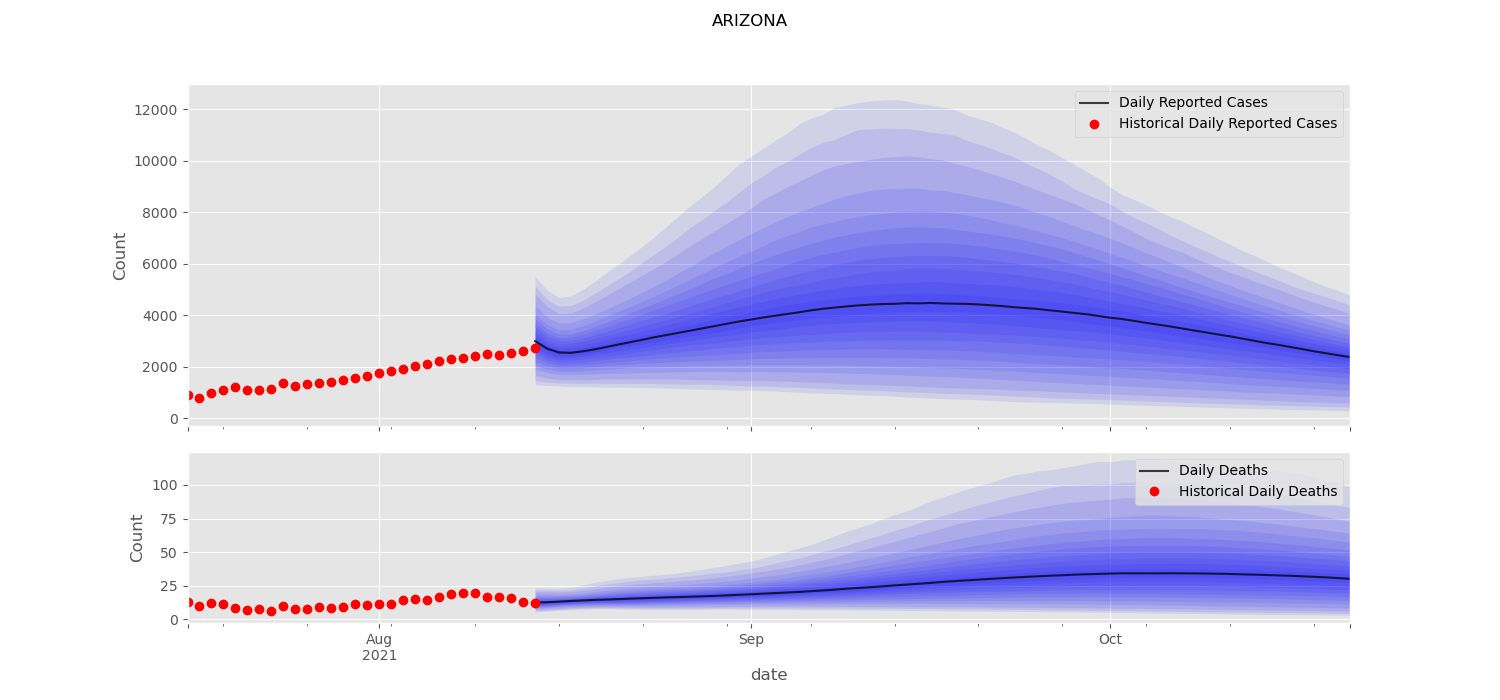 ARIZONA
12000
10000
8000
6000
4000
2000
0
Count
Daily Reported Cases
Historical Daily Reported Cases
100
75
50
25
0
Count
Daily Deaths
Historical Daily Deaths
Aug
2021
Sep
Oct
date